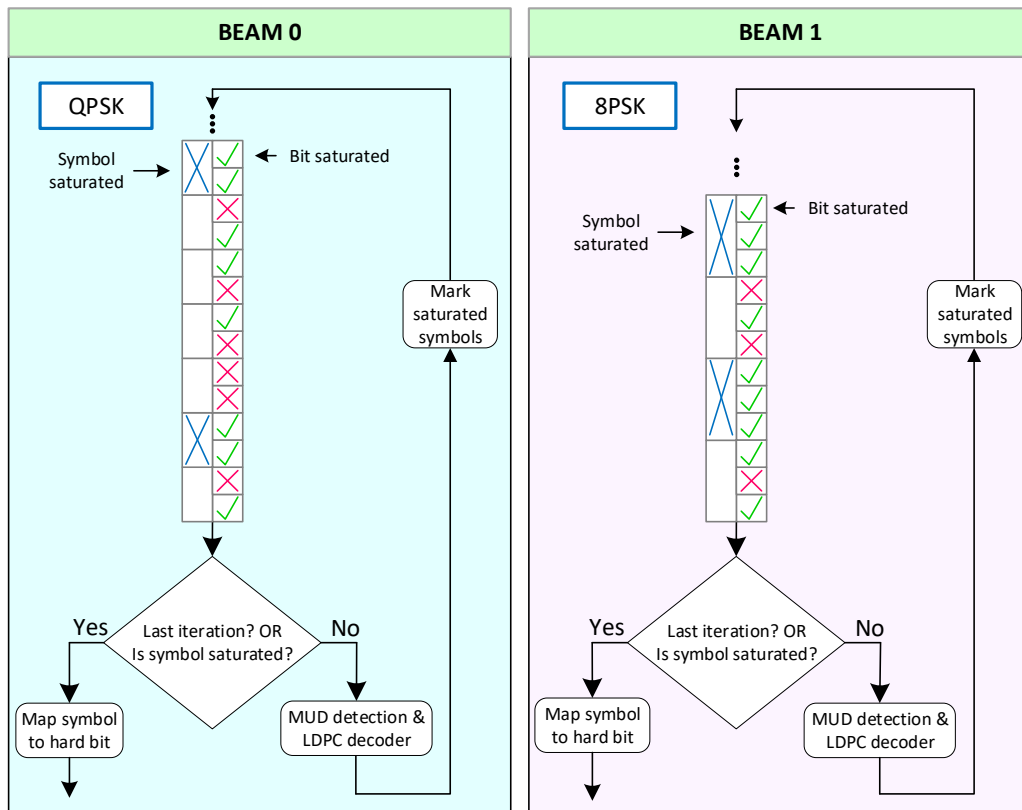 BEAM 0
QPSK
Symbol
saturated
Bit saturated
Mark
saturated
symbols
Yes
Last iteration? OR
Is symbol saturated?
No
Map symbol
to hard bit
MUD detection &
LDPC decoder
BEAM 1
8PSK
Symbol
saturated
Bit saturated
Mark
saturated
symbols
Yes
Last iteration? OR
Is symbol saturated?
No
Map symbol
to hard bit
MUD detection &
LDPC decoder